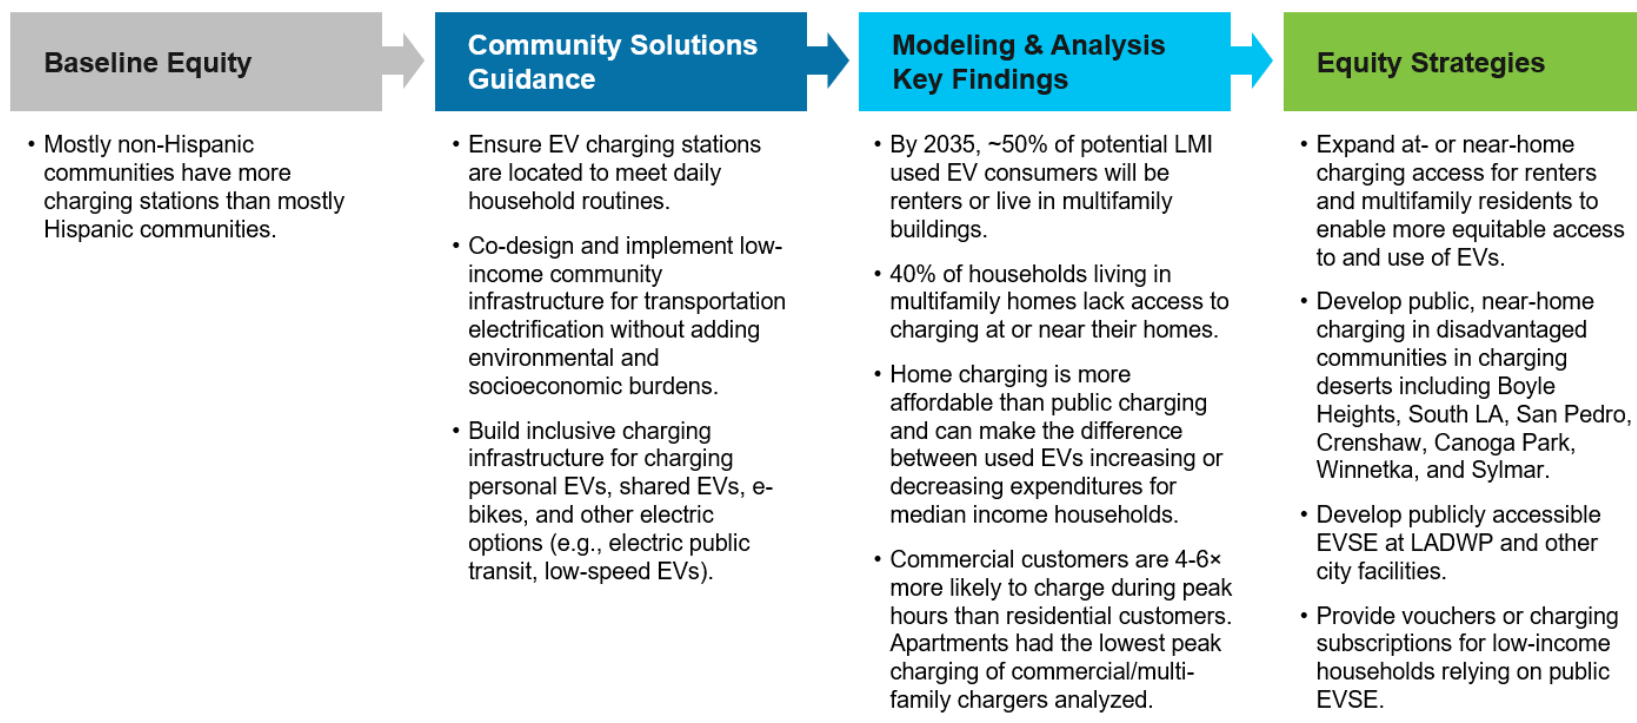 Baseline Equity
• Mostly non-Hispanic
communities have more
charging stations than mostly
Hispanic communities.
Community Solutions
Guidance
• Ensure EV charging stations
are located to meet daily
household routines.
• Co-design and implement low-
income community
infrastructure for transportation
electrification without adding
environmental and
socioeconomic burdens.
• Build inclusive charging
infrastructure for charging
personal EVs, shared EVs, e-
bikes, and other electric
options (e.g., electric public
transit, low-speed EVs).
Modeling & Analysis
Key Findings
• By 2035, ~50% of potential LMI
used EV consumers will be
renters or live in multifamily
buildings.
• 40% of households living in
multifamily homes lack access to
charging at or near their homes.
• Home charging is more
affordable than public charging
and can make the difference
between used EVs increasing or
decreasing expenditures for
median income households.
• Commercial customers are 4-6×
more likely to charge during peak
hours than residential customers.
Apartments had the lowest peak
charging of commercial/multi-
family chargers analyzed.
Equity Strategies
• Expand at- or near-home
charging access for renters
and multifamily residents to
enable more equitable access
to and use of EVs.
• Develop public, near-home
charging in disadvantaged
communities in charging
deserts including Boyle
Heights, South LA, San Pedro,
Crenshaw, Canoga Park,
Winnetka, and Sylmar.
• Develop publicly accessible
EVSE at LADWP and other
city facilities.
• Provide vouchers or charging
subscriptions for low-income
households relying on public
EVSE.